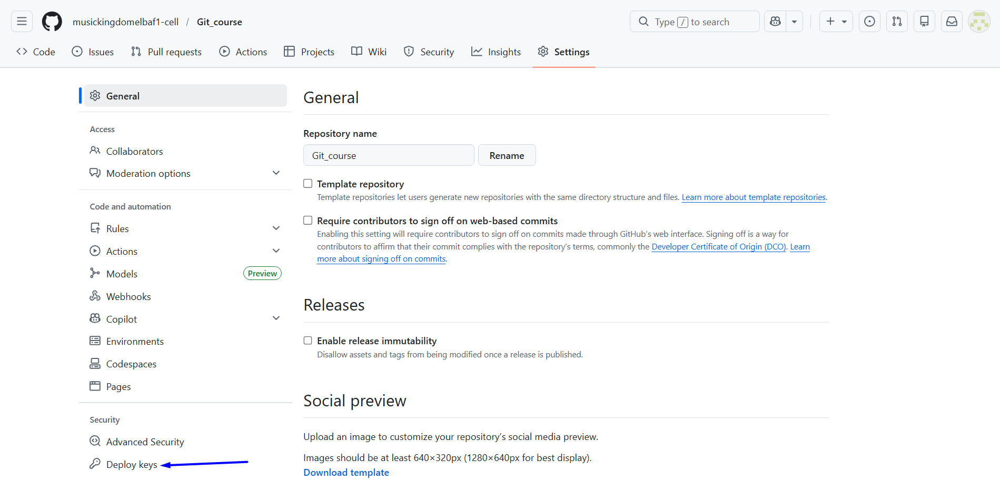 musickingdomelbaf1-cell / Git_course
Type / to search
Code
Issues
Pull requests
Actions
Projects
Wiki
Security
Insights
Settings
General
Access
Collaborators
Moderation options
Code and automation
Rules
Actions
Models
Preview
Webhooks
Copilot
Environments
Codespaces
Pages
Security
Advanced Security
Deploy keys
General
Repository name
Git_course
Rename
Template repository
Template repositories let users generate new repositories with the same directory structure and files. Learn more about template repositories.
Require contributors to sign off on web-based commits
Enabling this setting will require contributors to sign off on commits made through GitHub's web interface. Signing off is a way for
contributors to affirm that their commit complies with the repository's terms, commonly the Developer Certificate of Origin (DCO). Learn
more about signing off on commits.
Releases
Enable release immutability
Disallow assets and tags from being modified once a release is published.
Social preview
Upload an image to customize your repository's social media preview.
Images should be at least 640×320px (1280×640px for best display).
Download template